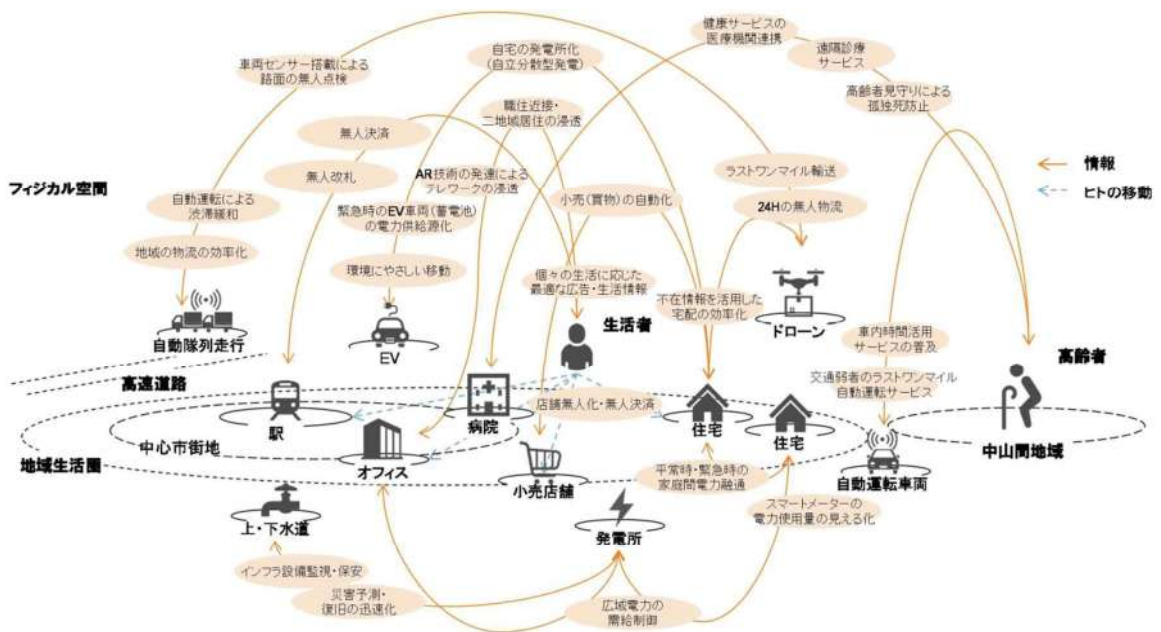 健康サービスの
医療機関連携
自宅の発電所化
(自立分散型発電)
遠隔診療
サービス
車両センサー搭載による
路面の無人点検
高齢者見守りによる
孤独死防止
職住近接・
二地域居住の浸透
無人決済
情報
AR技術の発達による
テレワークの浸透
ラストワンマイル輸送
無人改札
フィジカル空間
ヒトの移動
自動運転による
渋滞緩和
小売(買物)の自動化
24Hの無人物流
緊急時のEV車両(蓄電池)
の電力供給源化
地域の物流の効率化
環境にやさしい移動
個々の生活に応じた
最適な広告・生活情報
不在情報を活用した
宅配の効率化
生活者
ドローン
車内時間活用
サービスの普及
高齢者
自動隊列走行
EV
高速道路
交通弱者のラストワンマイル
自動運転サービス
店舗無人化・無人決済
駅
病院
住宅
住宅
中心市街地
中山間地域
地域生活圏
オフィス
小売店舗
平常時・緊急時の
家庭間電力融通
自動運転車両
スマートメーターの
電力使用量の見える化
上・下水道
発電所
インフラ設備監視・保安
災害予測・
復旧の迅速化
広域電力の
需給制御